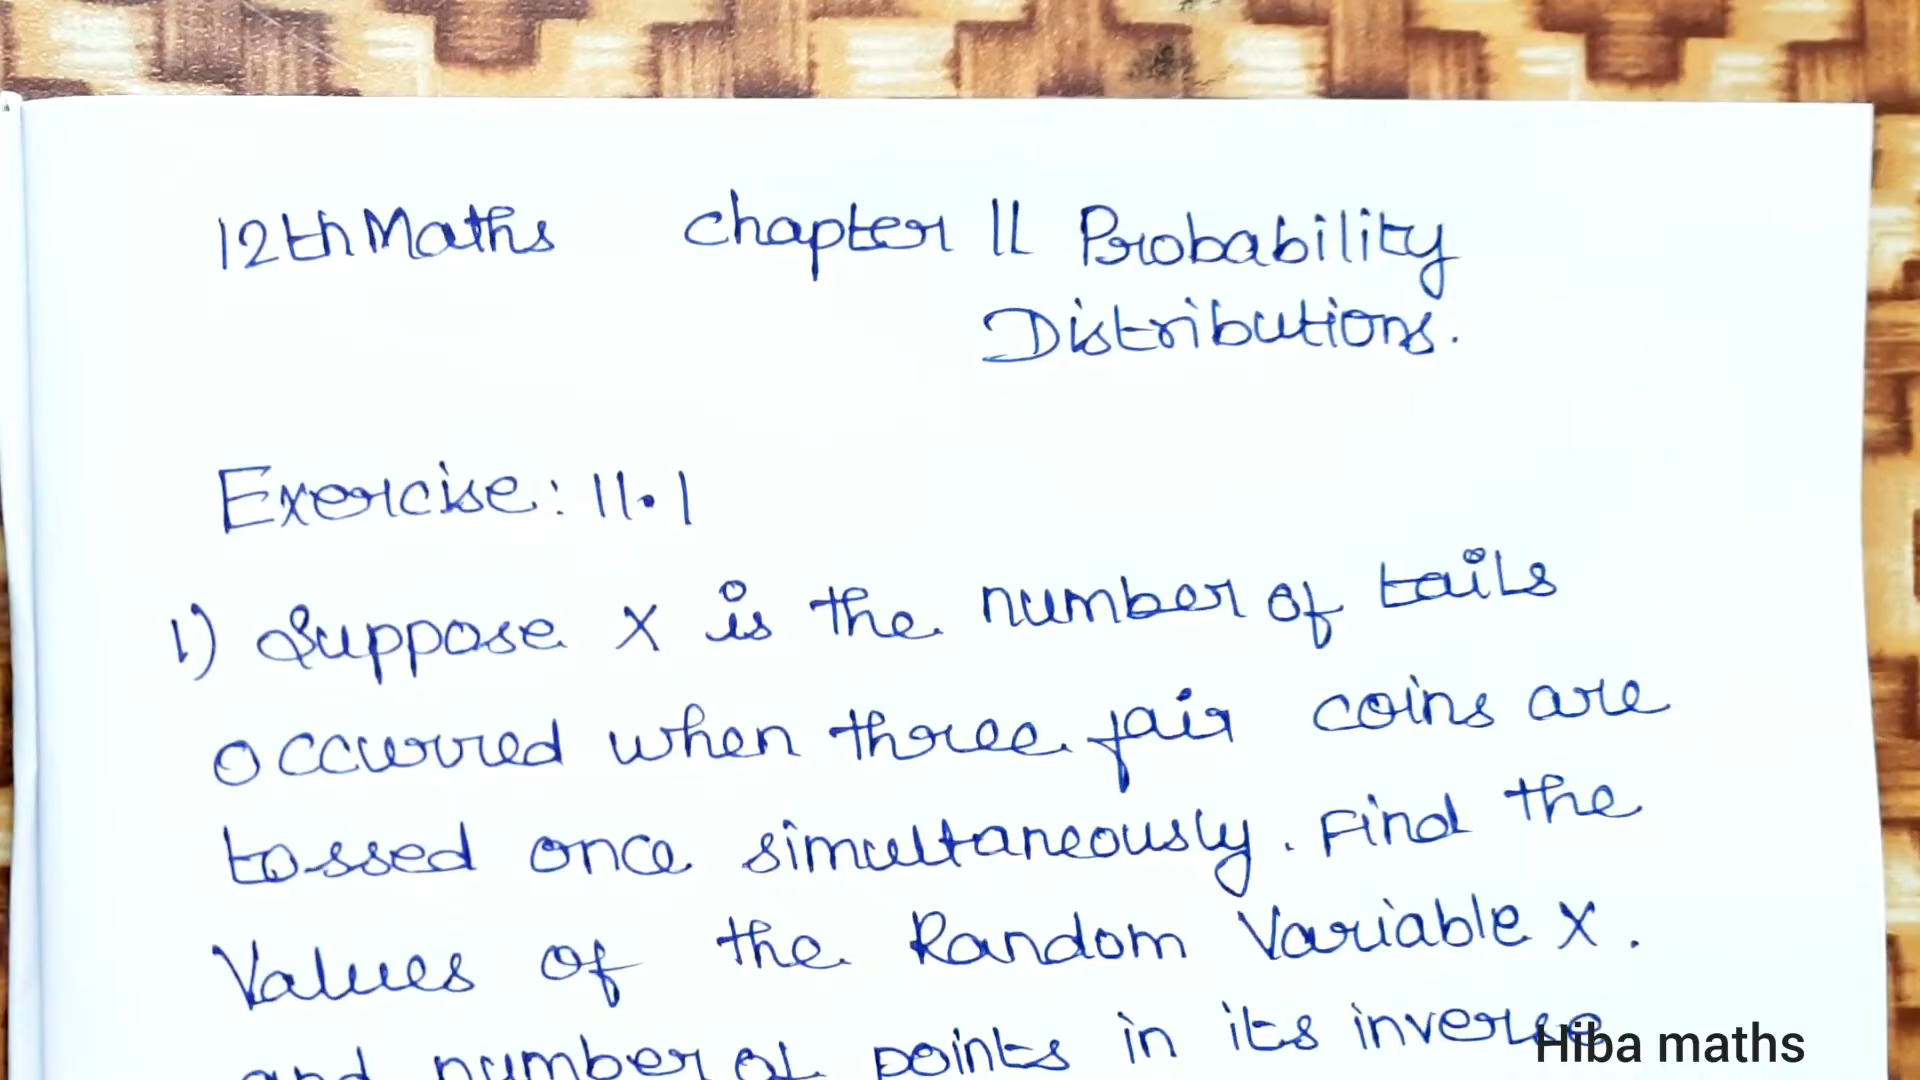 12th Maths chapter 11 Probability
Distributions.
Exercise: 11.1
1) Suppose X is the number of tails
occurred when three fair coins are
tossed once simultaneously. Find the
Values of the Random Variable X.
and number of points in its inverse
Hiba maths